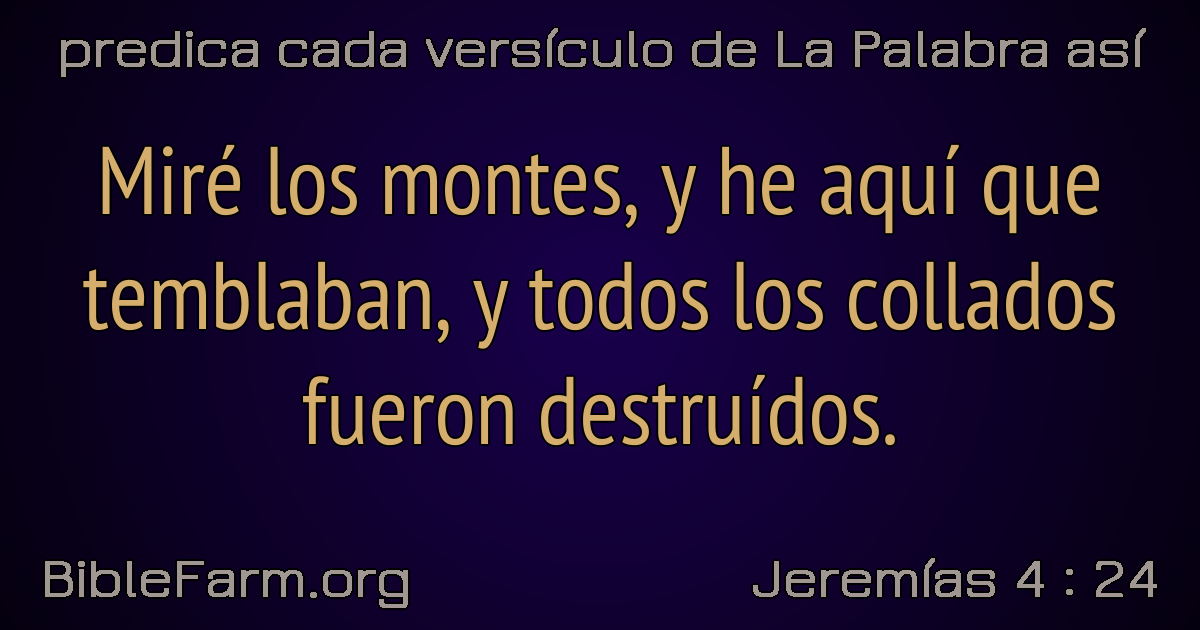 predica cada versículo de La Palabra así
Miré los montes, y he aquí que
temblaban, y todos los collados
fueron destruídos.
BibleFarm.org
Jeremías 4 : 24